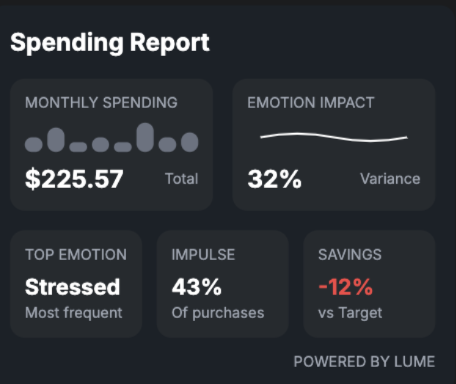 Spending Report
MONTHLY SPENDING
$225.57 Total
EMOTION IMPACT
32% Variance
TOP EMOTION
Stressed
Most frequent
IMPULSE
43%
Of purchases
SAVINGS
-12%
vs Target
POWERED BY LUME